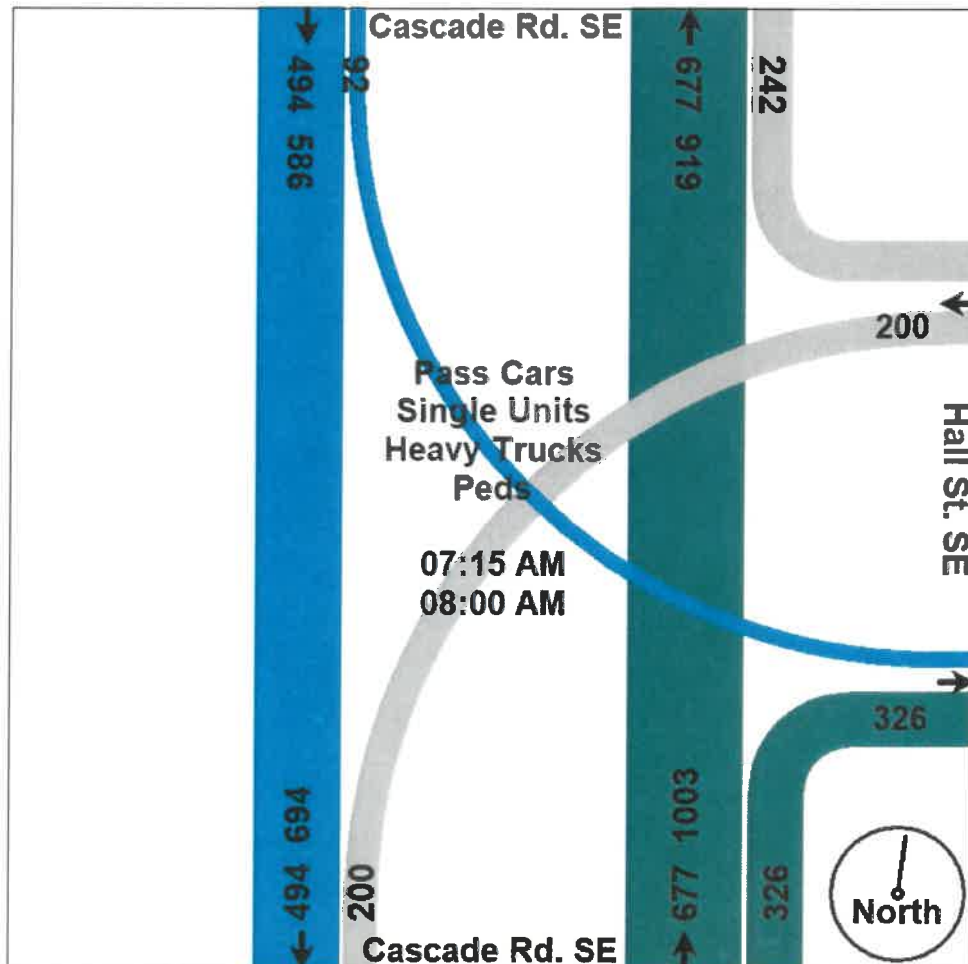 Cascade Rd. SE
494 586
92
677 919
242
200
Pass Cars
Single Units
Heavy Trucks
Peds
Hall St. SE
07:15 AM
08:00 AM
326
494 694
200
677 1003
326
North
Cascade Rd. SE